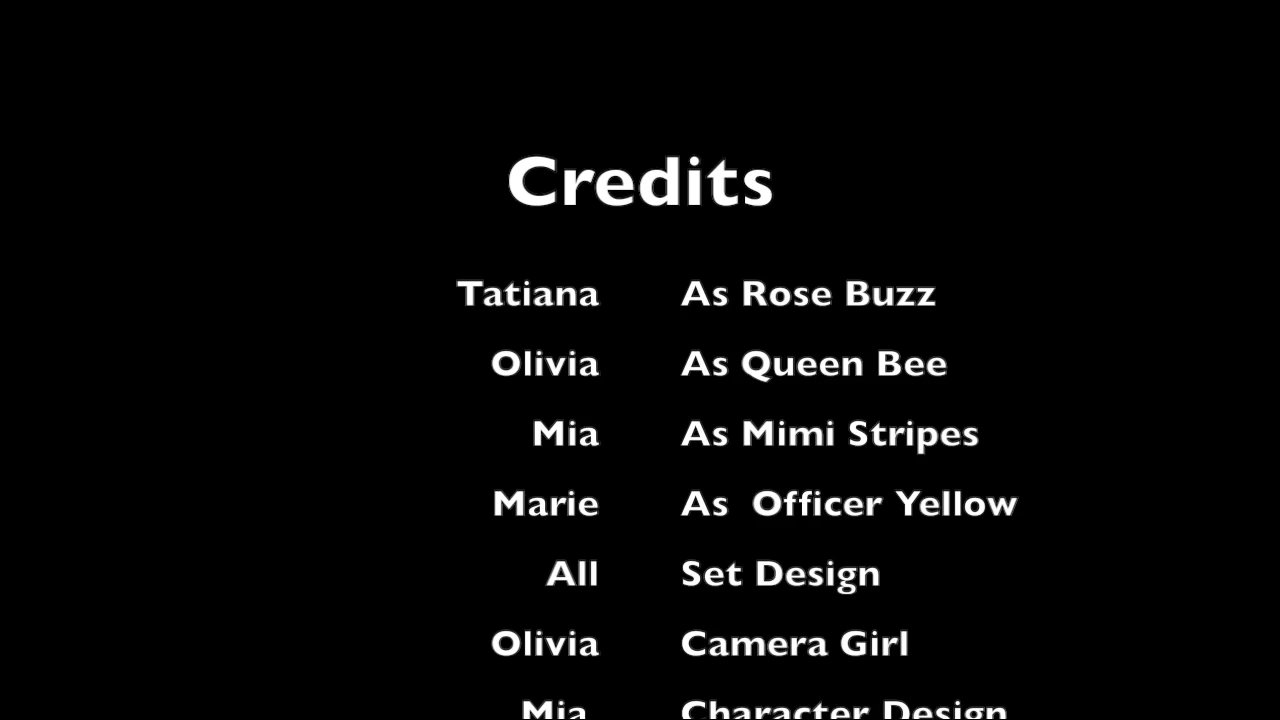 Credits
Tatiana As Rose Buzz
Olivia As Queen Bee
Mia As Mimi Stripes
Marie As  Officer Yellow
All Set Design
Olivia Camera Girl
Mia Character Design